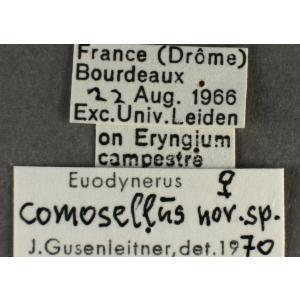 France (Drôme)
Bourdeaux
22 Aug. 1966
Exc.Univ.Leiden
on Eryngium
campestre
Euodynerus ♀
comosellus nov.sp.
J.Gusenleitner,det.1970